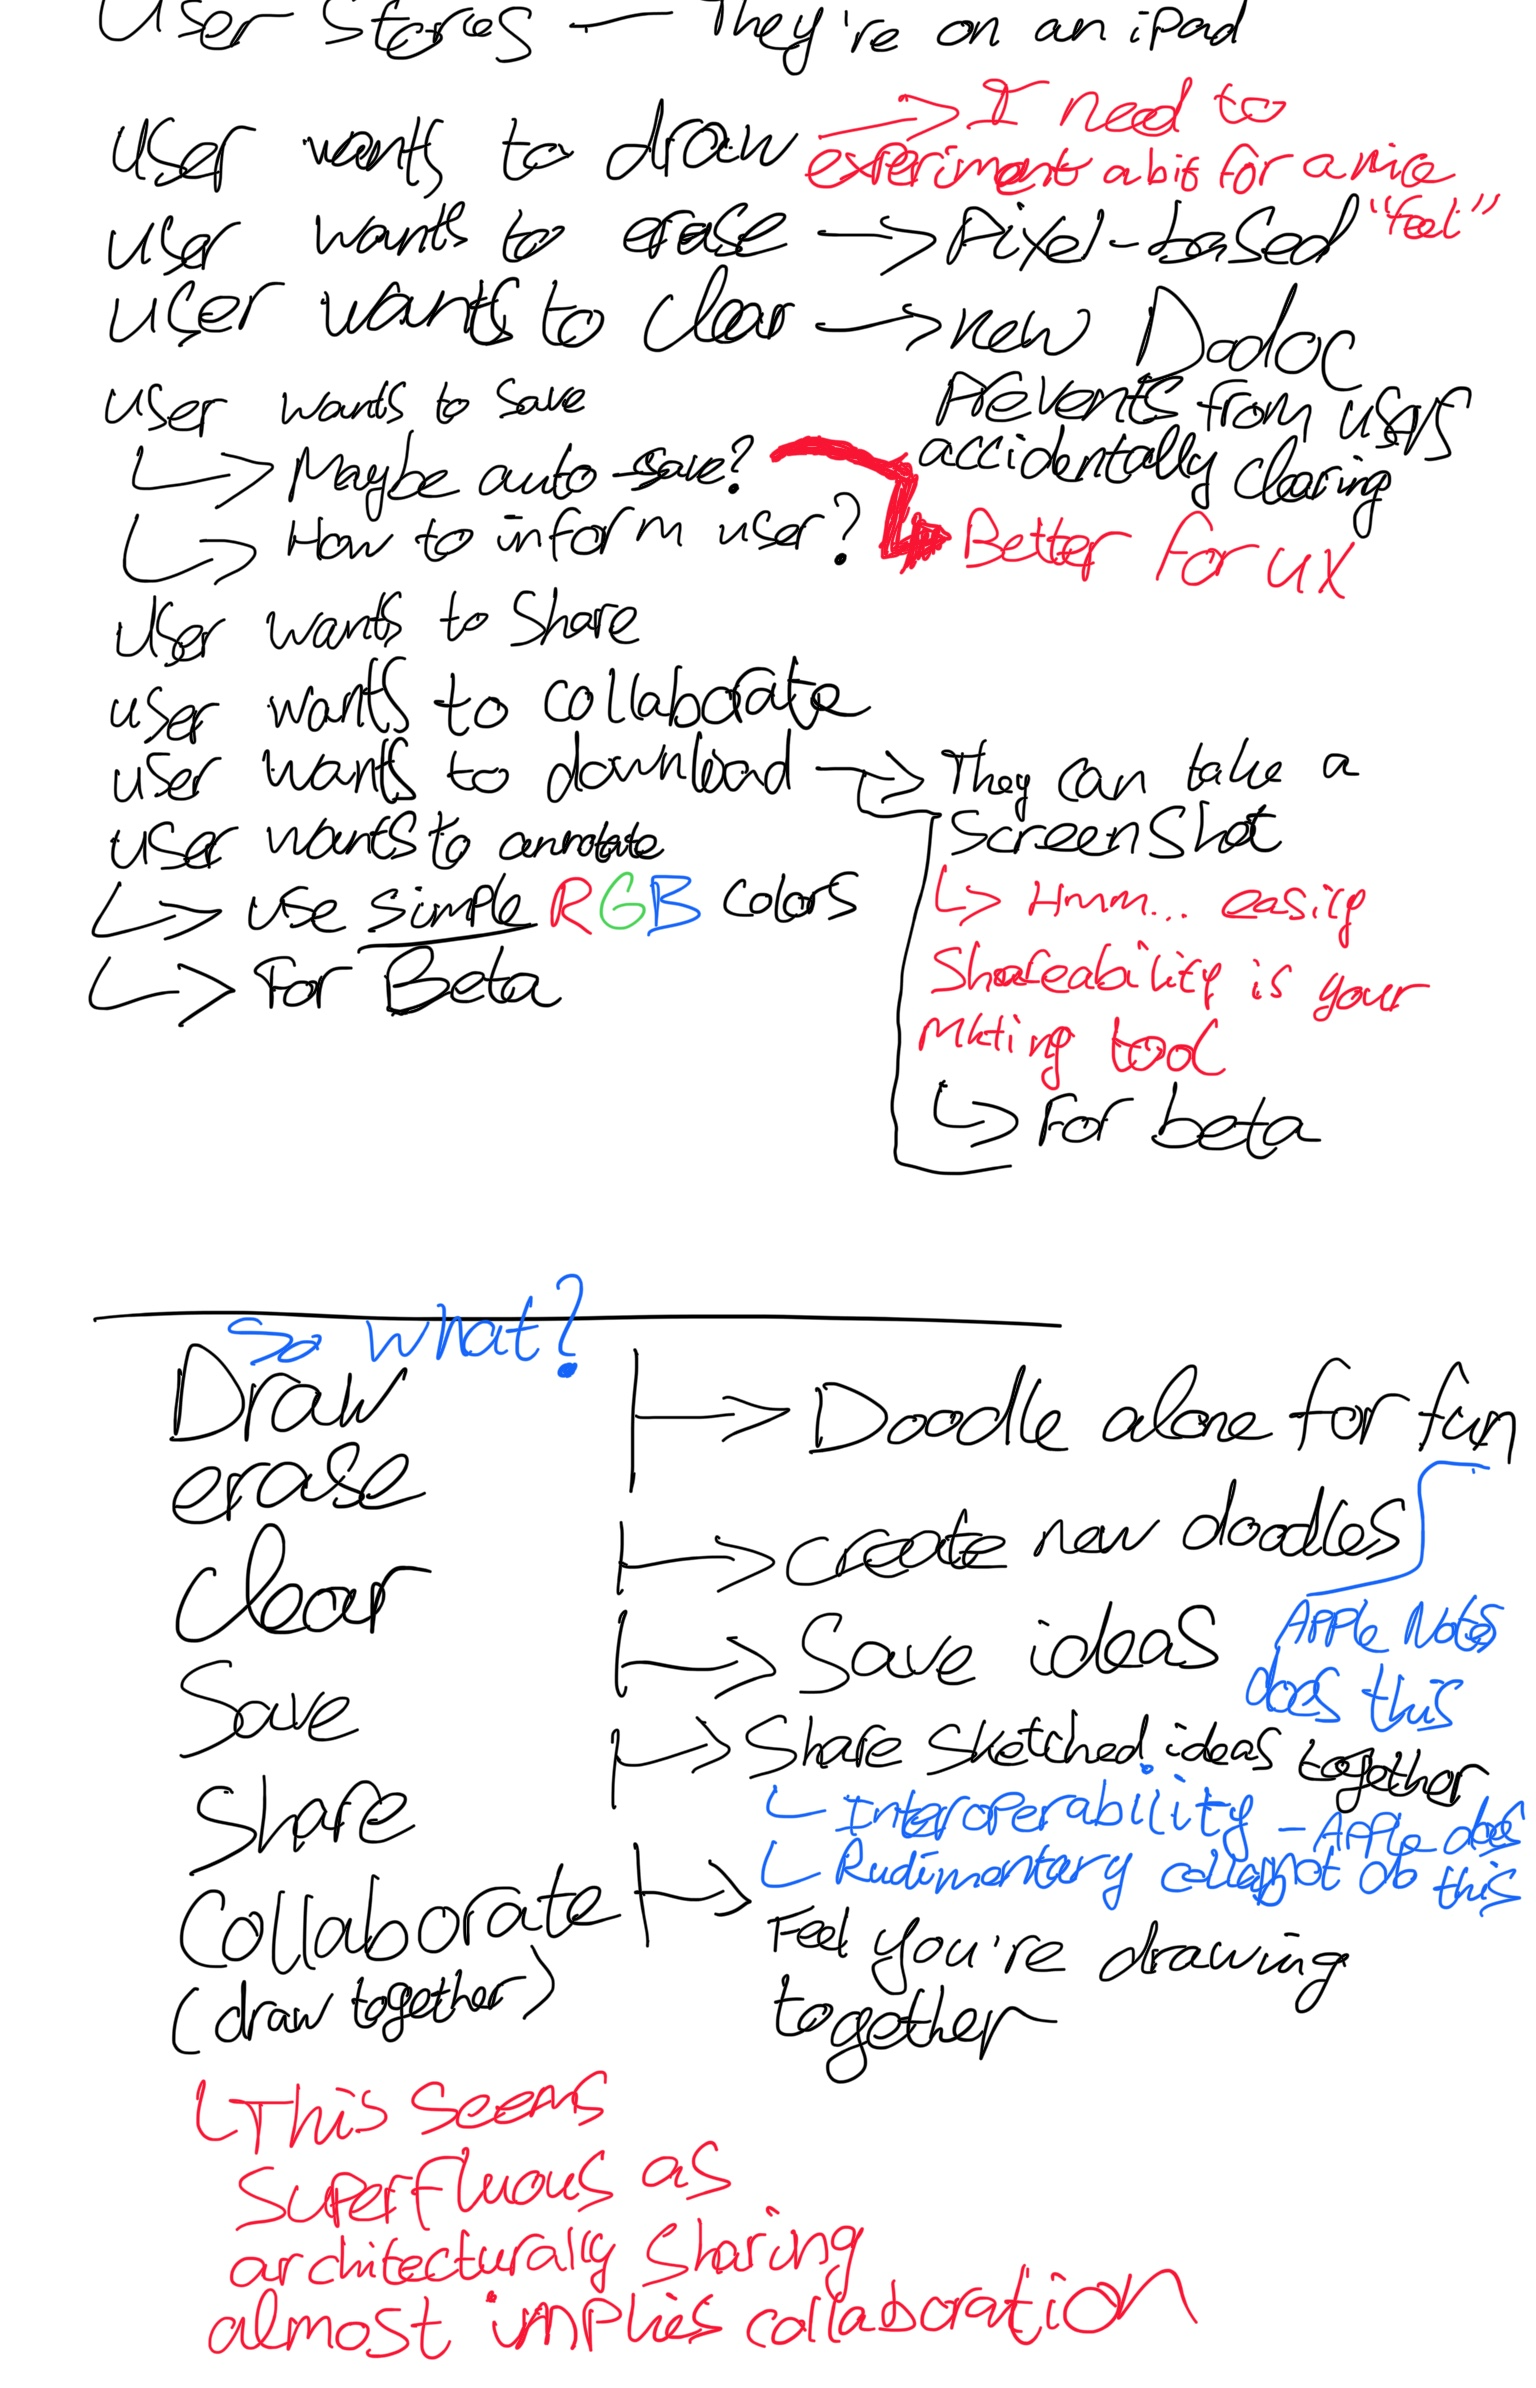 User Stories — They're on an iPad
User wants to draw → I need to
experiment a bit for a nice
"feel"
User wants to erase → Pixel-based
User wants to clear → new Dodoc
Prevents from users
accidentally clearing
User wants to save
↳ Maybe auto-save?
↳ How to inform user?
Better for UX
User wants to share
User wants to collaborate
User wants to download → They can take a
screenshot
↳ Hmm... easily
shareability is your
mkting tool
↳ For beta
User wants to annotate
↳ use simple RGB colors
↳ For Beta
So what?
Draw
erase
Clear
Save
Share
Collaborate
(draw together)
→ Doodle alone for fun
→ create new doodles
→ Save ideas
Apple Notes
does this
→ Share sketched ideas together
Interoperability - Apple does
Rudimentary collab not do this
→ Feel you're drawing
together
↳ This seems
superfluous as
architecturally sharing
almost implies collaboration